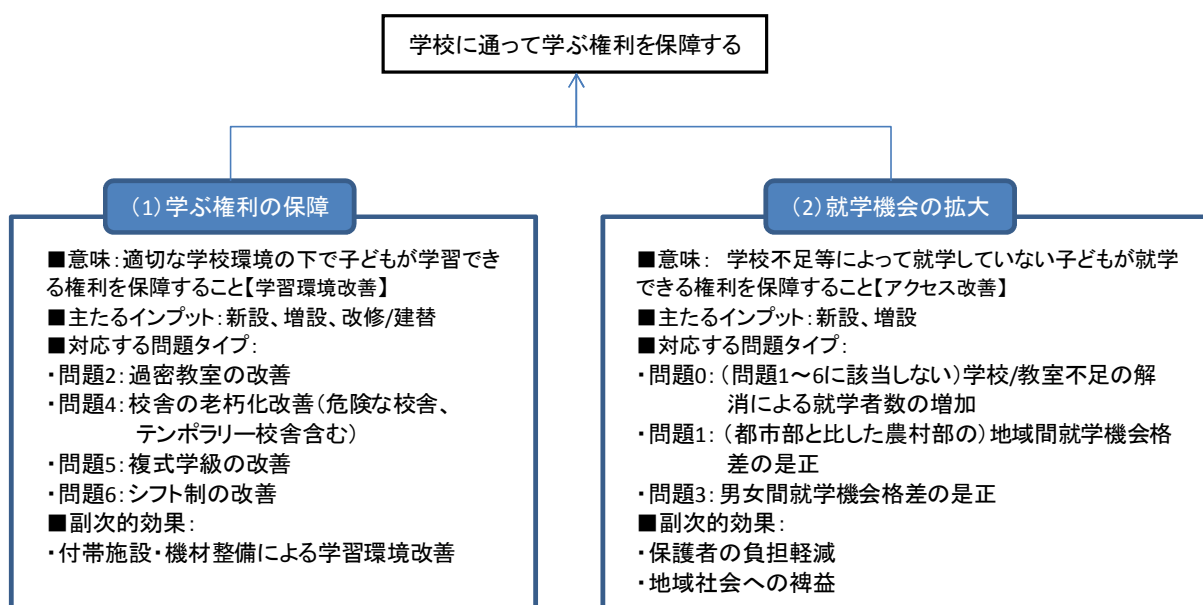 学校に通って学ぶ権利を保障する
(1)学ぶ権利の保障
■意味:適切な学校環境の下で子どもが学習でき
る権利を保障すること【学習環境改善】
■主たるインプット:新設、増設、改修/建替
■対応する問題タイプ:
・問題2:過密教室の改善
・問題4:校舎の老朽化改善(危険な校舎、
テンポラリー校舎含む)
・問題5:複式学級の改善
・問題6:シフト制の改善
■副次的効果:
・付帯施設・機材整備による学習環境改善
(2)就学機会の拡大
■意味: 学校不足等によって就学していない子どもが就学
できる権利を保障すること【アクセス改善】
■主たるインプット:新設、増設
■対応する問題タイプ:
・問題0:(問題1~6に該当しない)学校/教室不足の解
消による就学者数の増加
・問題1: (都市部と比した農村部の)地域間就学機会格
差の是正
・問題3:男女間就学機会格差の是正
■副次的効果:
・保護者の負担軽減
・地域社会への裨益